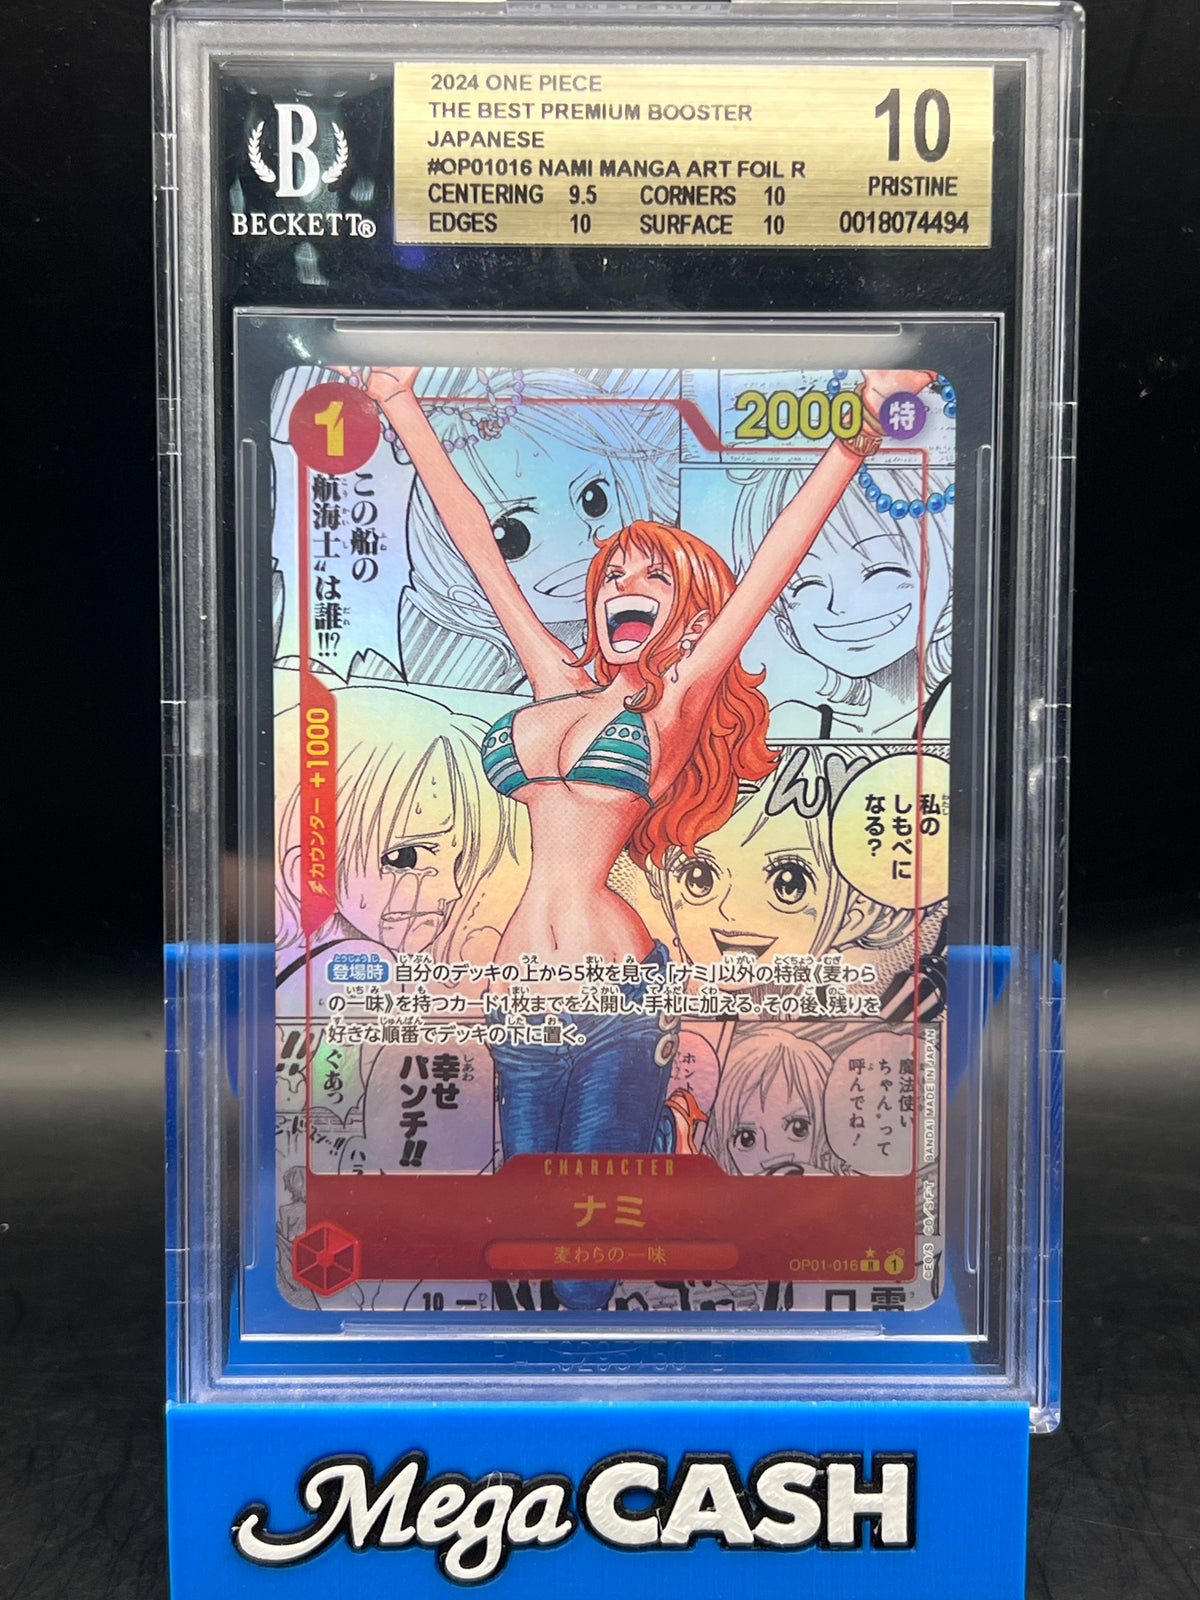 2024 ONE PIECE
THE BEST PREMIUM BOOSTER
JAPANESE
#OP01016 NAMI MANGA ART FOIL R
CENTERING 9.5 CORNERS 10
EDGES 10 SURFACE 10
10
PRISTINE
0018074494
B
BECKETT®
1
2000 特
この船の
航海士〝は誰!!?
カウンター +1000
私の
しもべに
なる?
登場時 自分のデッキの上から5枚を見て、「ナミ」以外の特徴《麦わら
の一味》を持つカード1枚までを公開し、手札に加える。その後、残りを
好きな順番でデッキの下に置く。
!!
ぐあっ
幸せ
パンチ!!
ホント
魔法使い
ちゃん〟って
呼んでね!
CHARACTER
ナミ
麦わらの一味
OP01-016 R 1
©E.O/S. ©O./S.F.T BANDAI MADE IN JAPAN
Mega CASH